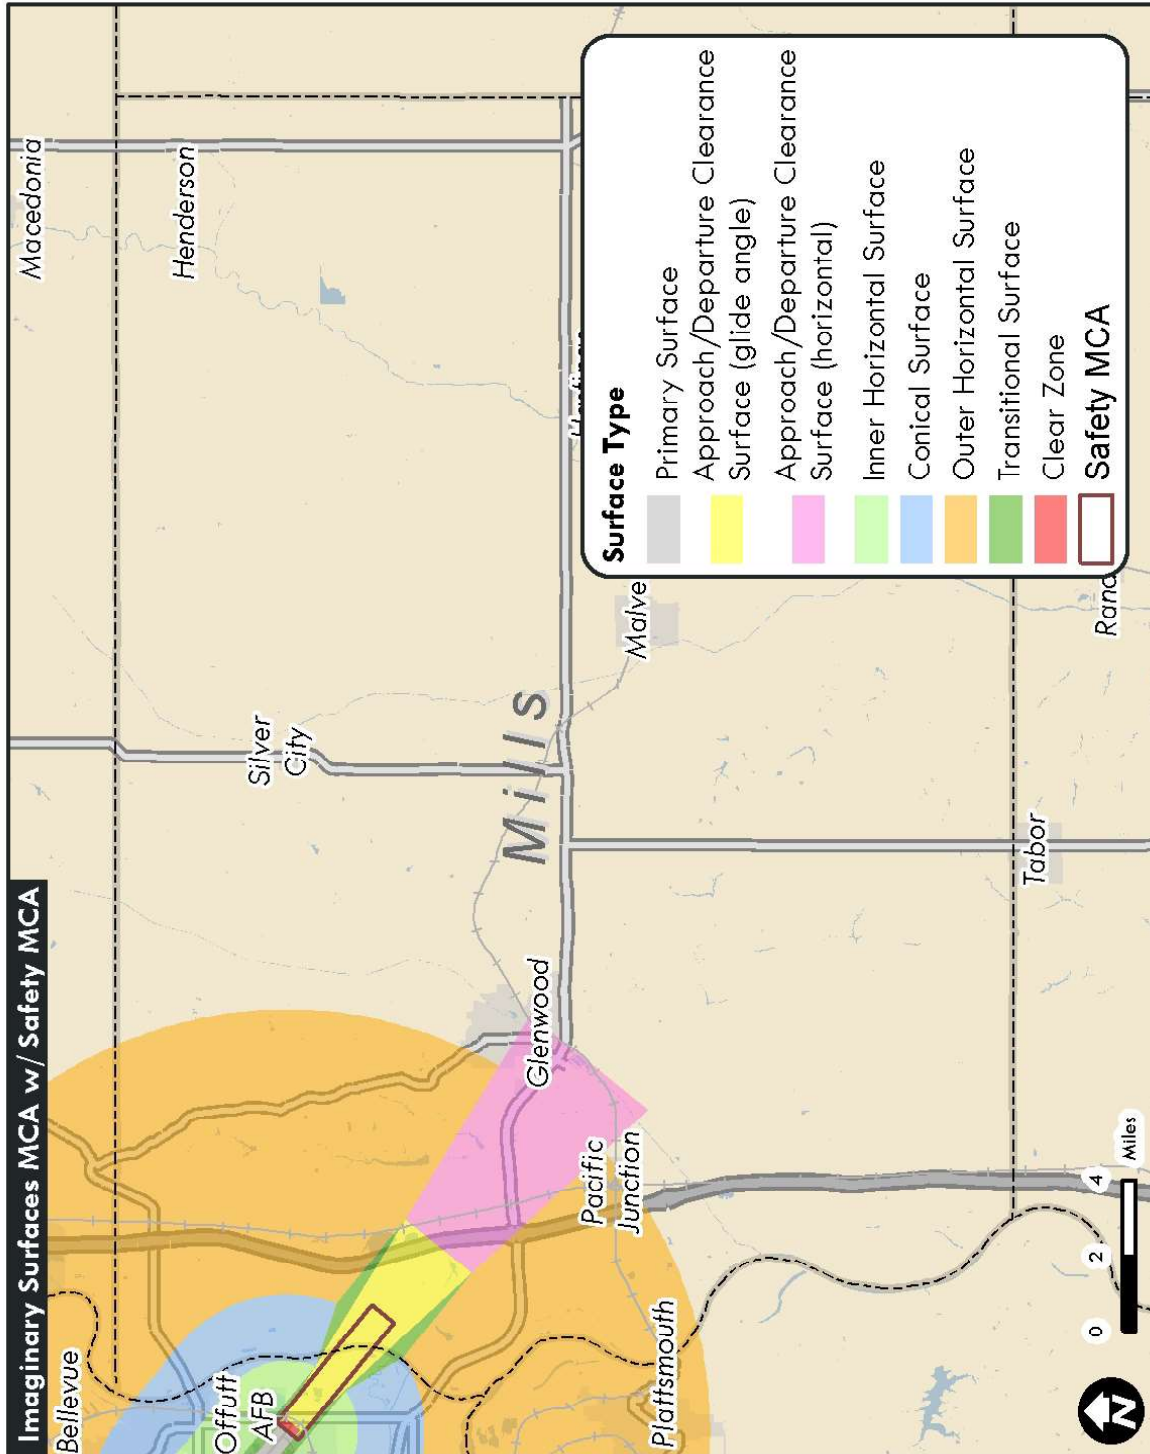 Imaginary Surfaces MCA w/ Safety MCA
Macedonia
Henderson
Silver
City
Bellevue
Offutt
AFB
Mills
Glenwood
Malve
Pacific
Junction
Plattsmouth
Tabor
Rand
Surface Type
Primary Surface
Approach/Departure Clearance
Surface (glide angle)
Approach/Departure Clearance
Surface (horizontal)
Inner Horizontal Surface
Conical Surface
Outer Horizontal Surface
Transitional Surface
Clear Zone
Safety MCA
N
0
2
4
Miles